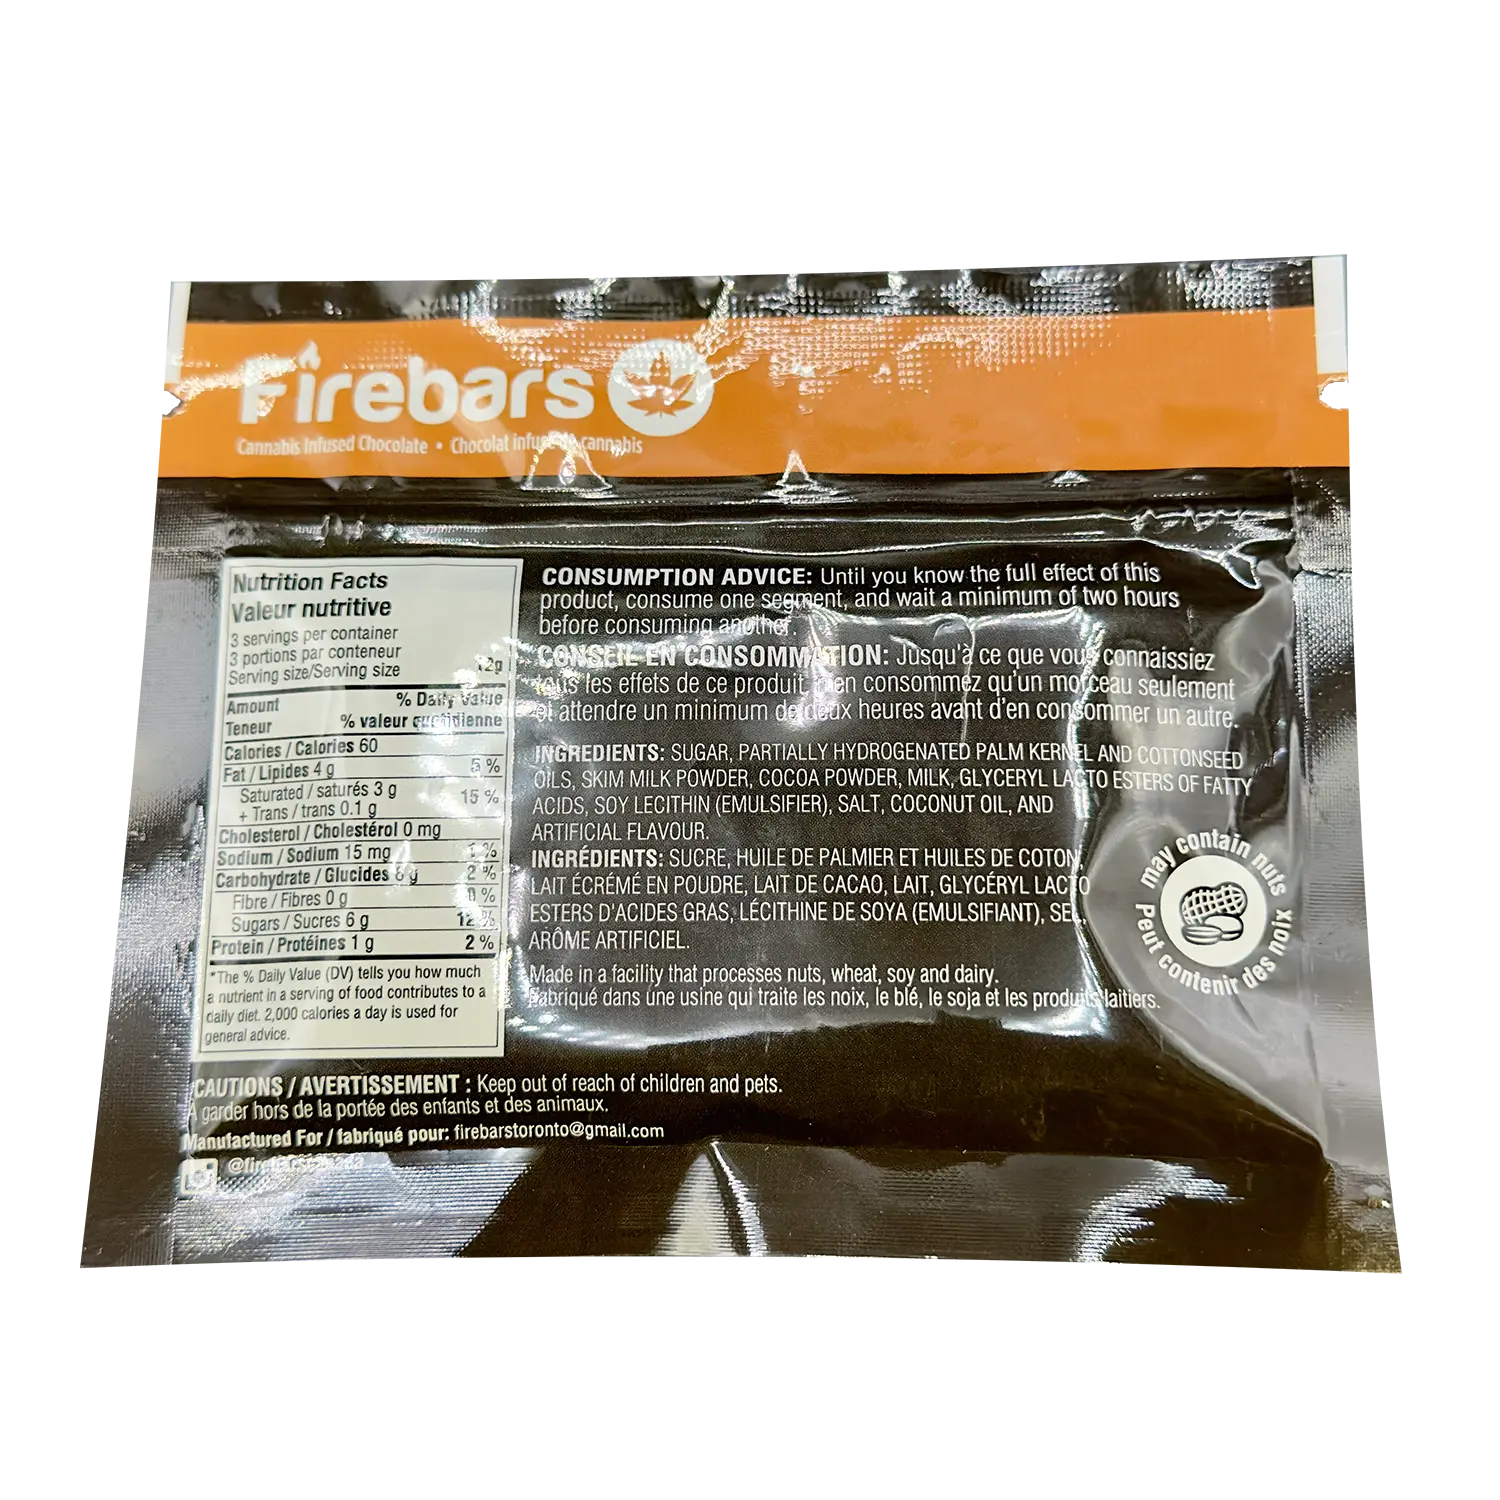 Firebars
Cannabis Infused Chocolate • Chocolat infusé de cannabis
Nutrition Facts
Valeur nutritive
3 servings per container
3 portions par conteneur
Serving size/Serving size 12g
Amount % Daily Value
Teneur % valeur quotidienne
Calories / Calories 60
Fat / Lipides 4 g 5 %
Saturated / saturés 3 g 15 %
+ Trans / trans 0.1 g
Cholesterol / Cholestérol 0 mg
Sodium / Sodium 15 mg 1 %
Carbohydrate / Glucides 6 g 2 %
Fibre / Fibres 0 g 0 %
Sugars / Sucres 6 g 12 %
Protein / Protéines 1 g 2 %
*The % Daily Value (DV) tells you how much
a nutrient in a serving of food contributes to a
daily diet. 2,000 calories a day is used for
general advice.
CONSUMPTION ADVICE: Until you know the full effect of this
product, consume one segment, and wait a minimum of two hours
before consuming another.
CONSEIL EN CONSOMMATION: Jusqu'à ce que vous connaissiez
tous les effets de ce produit, n'en consommez qu'un morceau seulement
et attendre un minimum de deux heures avant d'en consommer un autre.
INGREDIENTS: SUGAR, PARTIALLY HYDROGENATED PALM KERNEL AND COTTONSEED
OILS, SKIM MILK POWDER, COCOA POWDER, MILK, GLYCERYL LACTO ESTERS OF FATTY
ACIDS, SOY LECITHIN (EMULSIFIER), SALT, COCONUT OIL, AND
ARTIFICIAL FLAVOUR.
INGRÉDIENTS: SUCRE, HUILE DE PALMIER ET HUILES DE COTON,
LAIT ÉCRÉMÉ EN POUDRE, LAIT DE CACAO, LAIT, GLYCÉRYL LACTO
ESTERS D'ACIDES GRAS, LÉCITHINE DE SOYA (EMULSIFIANT), SEL,
ARÔME ARTIFICIEL.
Made in a facility that processes nuts, wheat, soy and dairy.
Fabriqué dans une usine qui traite les noix, le blé, le soja et les produits laitiers.
may contain nuts
Peut contenir des noix
CAUTIONS / AVERTISSEMENT : Keep out of reach of children and pets.
À garder hors de la portée des enfants et des animaux.
Manufactured For / fabriqué pour: firebarstoronto@gmail.com